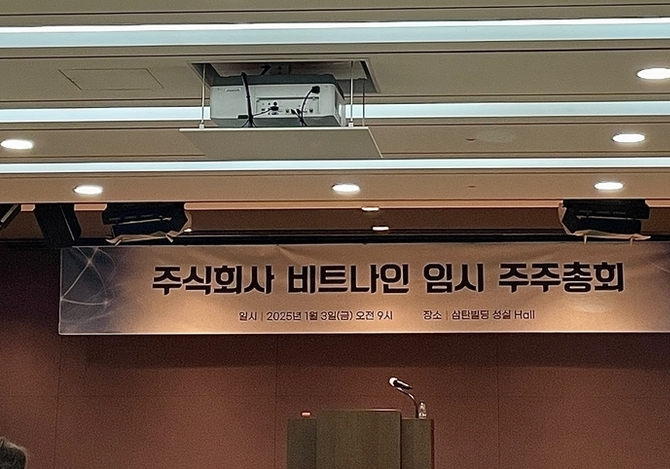 주식회사 비트나인 임시 주주총회
일시 | 2025년 1월 3일(금) 오전 9시 장소 | 삼탄빌딩 성실 Hall